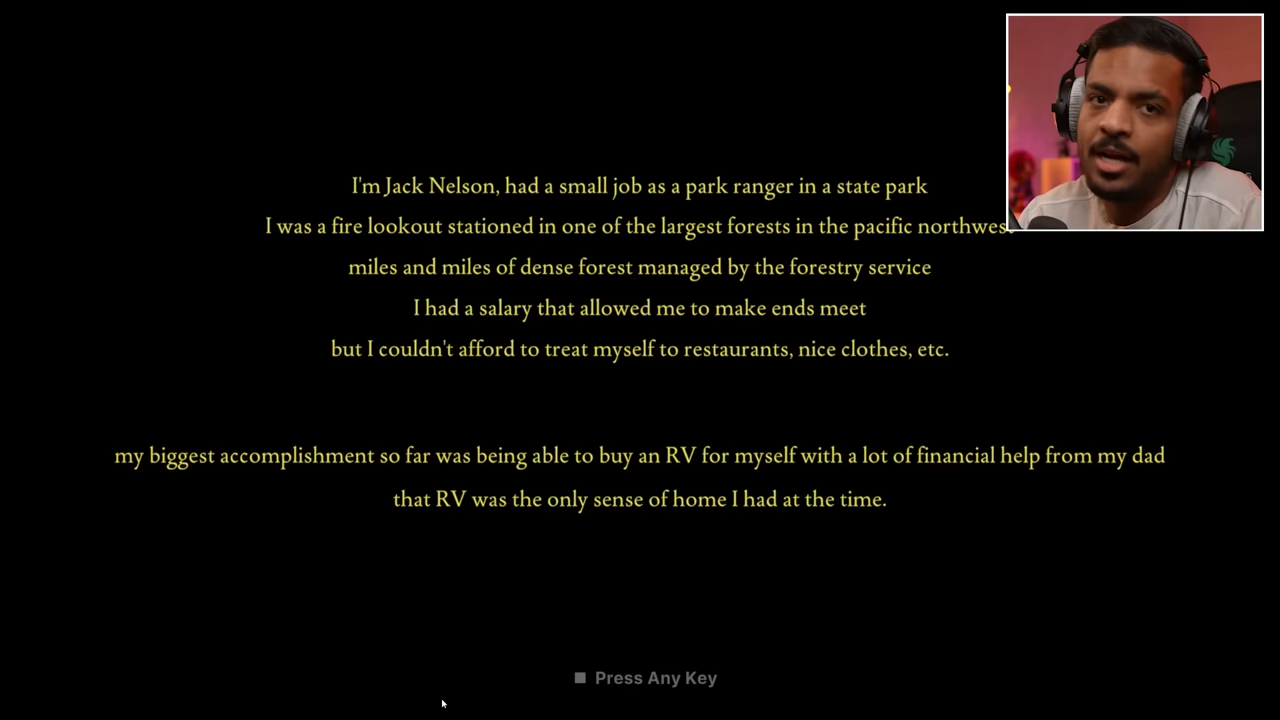 I'm Jack Nelson, had a small job as a park ranger in a state park
I was a fire lookout stationed in one of the largest forests in the pacific northwest
miles and miles of dense forest managed by the forestry service
I had a salary that allowed me to make ends meet
but I couldn't afford to treat myself to restaurants, nice clothes, etc.
my biggest accomplishment so far was being able to buy an RV for myself with a lot of financial help from my dad
that RV was the only sense of home I had at the time.
Press Any Key